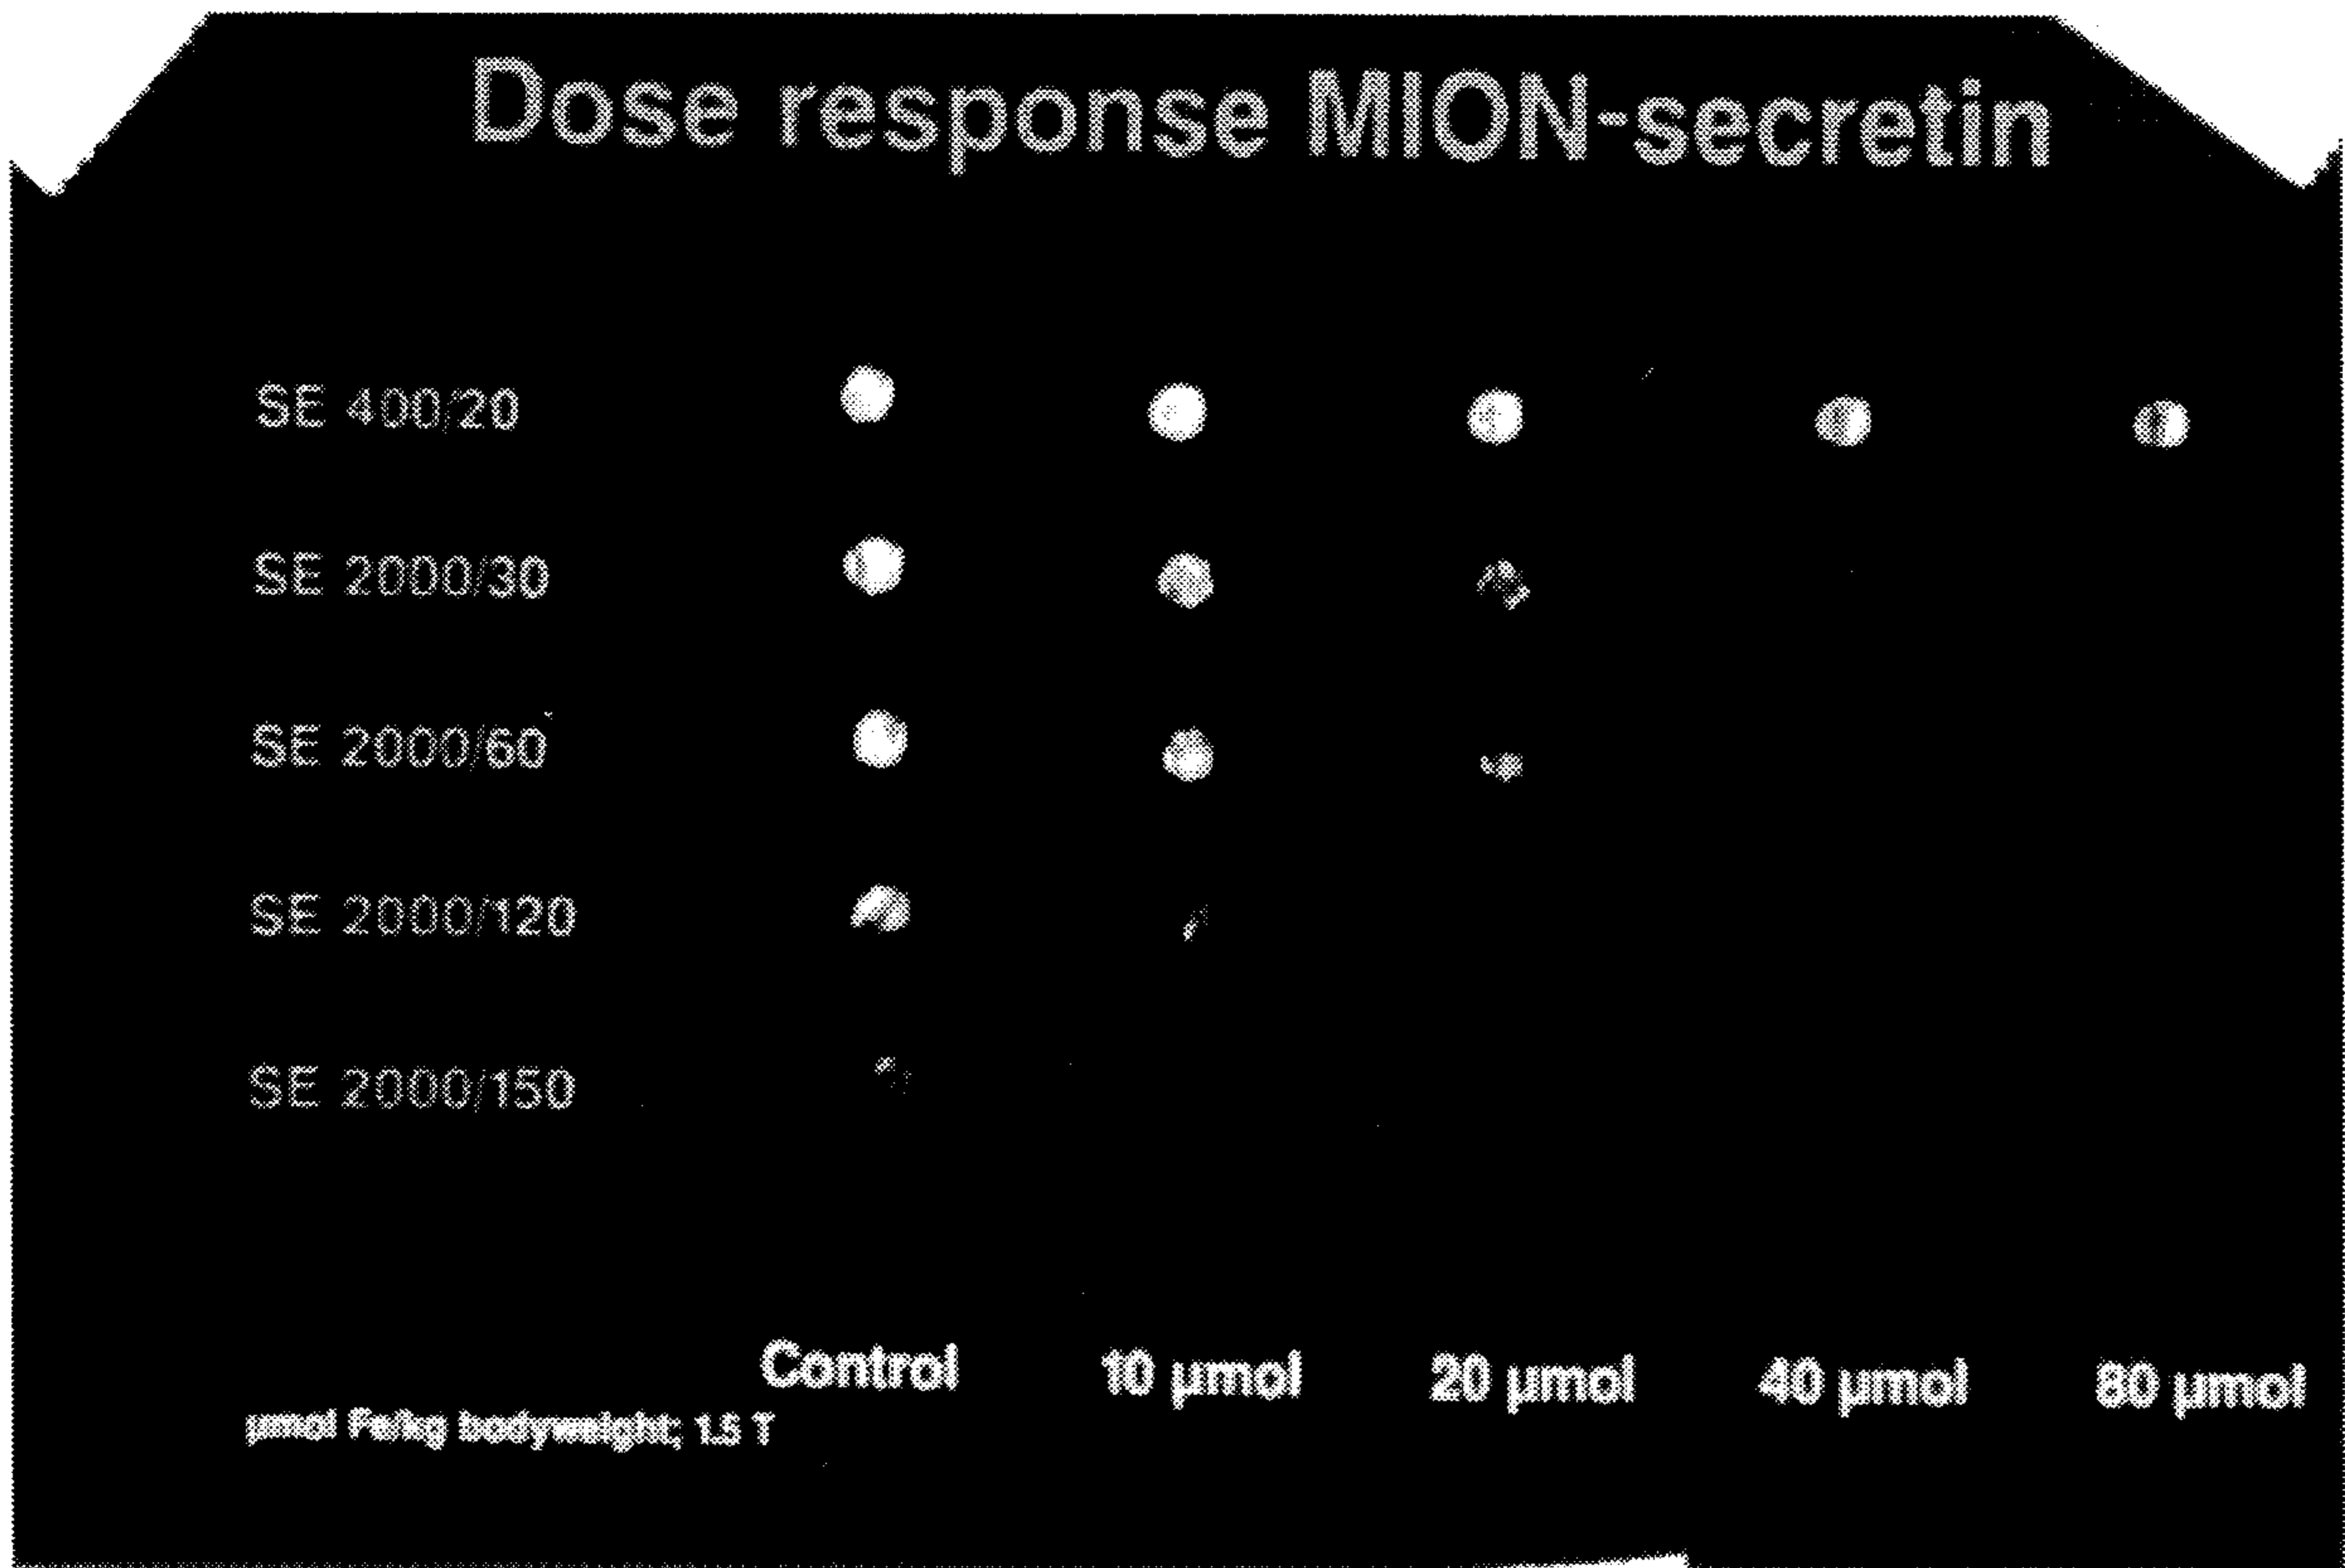 Dose response MION-secretin
SE 400/20
SE 2000/30
SE 2000/60
SE 2000/120
SE 2000/150
Control 10 µmol 20 µmol 40 µmol 80 µmol
µmol Fe/kg bodyweight; 1.5 T